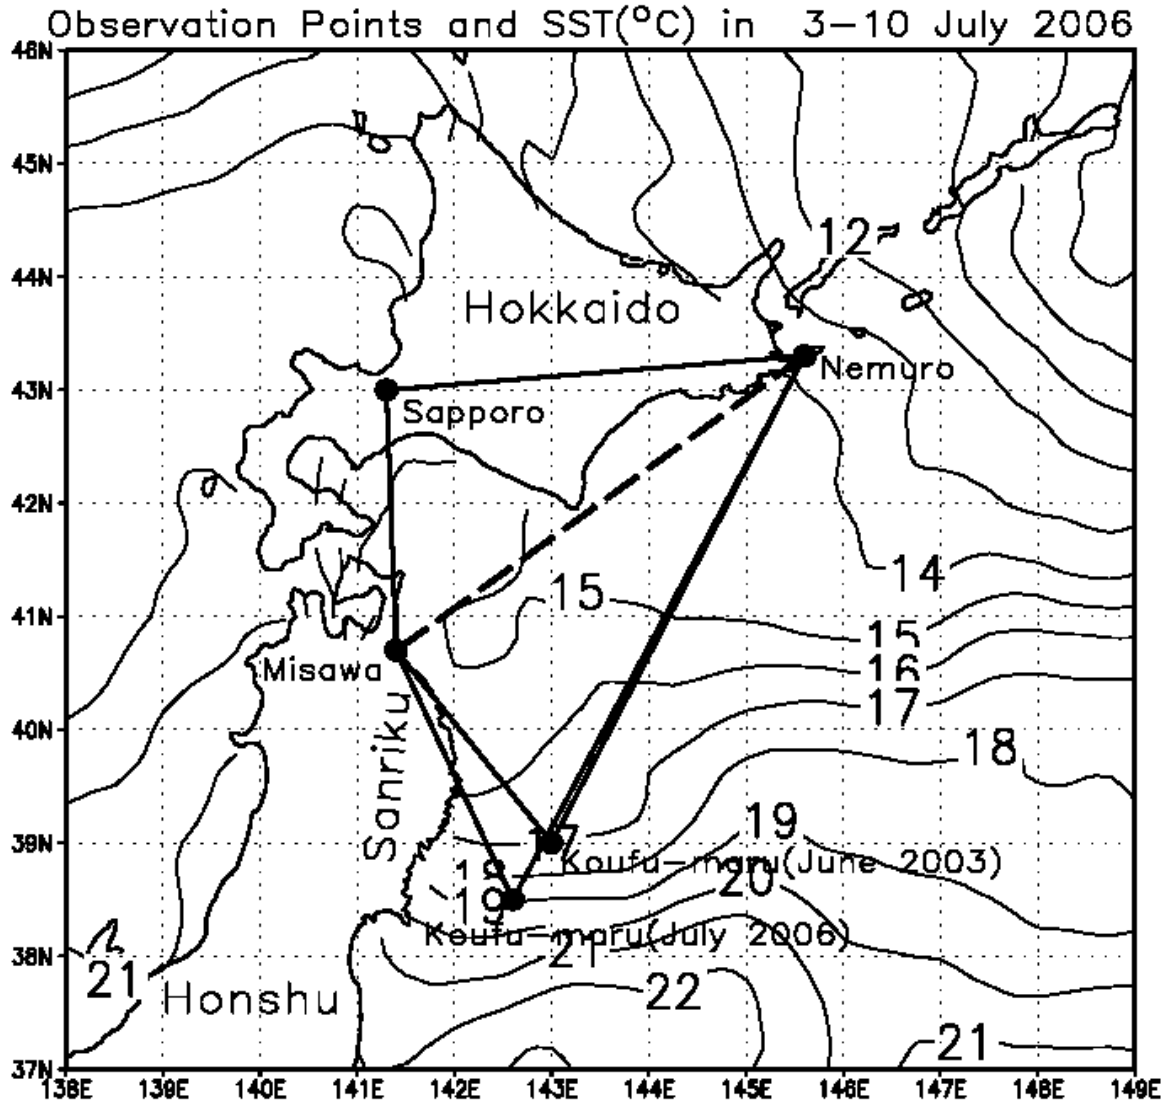 Observation Points and SST(°C) in 3-10 July 2006
46N
45N
12
44N
Hokkaido
Nemuro
43N
Sapporo
42N
14
15
41N
15
Misawa
16
17
40N
Sanriku
18
19
39N
17
Koufu-maru(June 2003)
18
20
19
Koufu-maru(July 2006)
21
38N
21
22
Honshu
21
37N
138E 139E 140E 141E 142E 143E 144E 145E 146E 147E 148E 149E